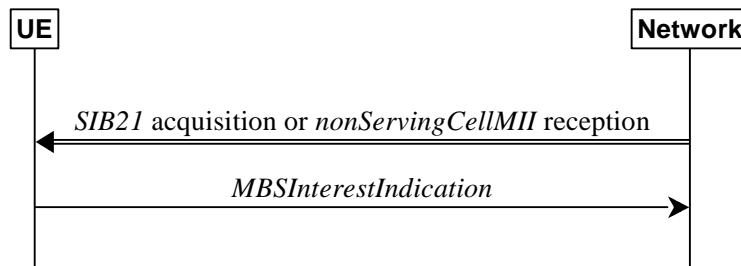 UE
Network
SIB21 acquisition or nonServingCellMII reception
MBSInterestIndication